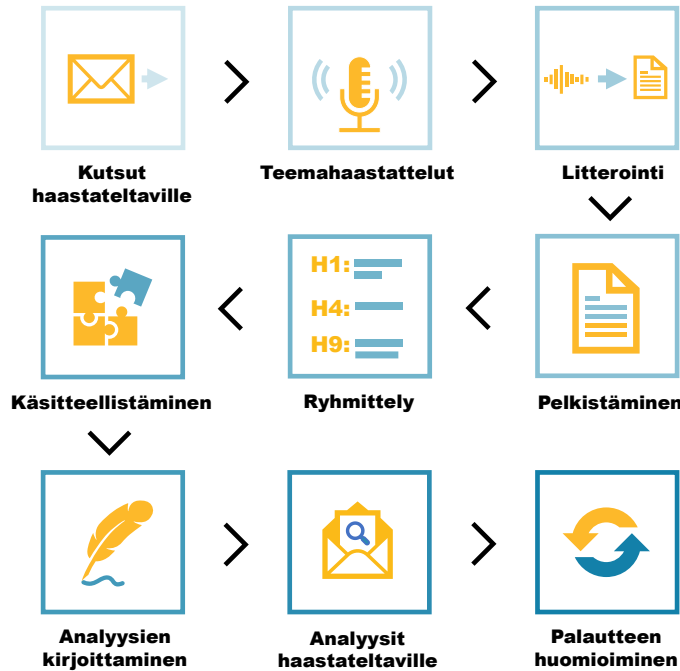 Kutsut
haastateltaville
Teemahaastattelut
Litterointi
Pelkistäminen
H1:
H4:
H9:
Ryhmittely
Käsitteellistäminen
Analyysien
kirjoittaminen
Analyysit
haastateltaville
Palautteen
huomioiminen